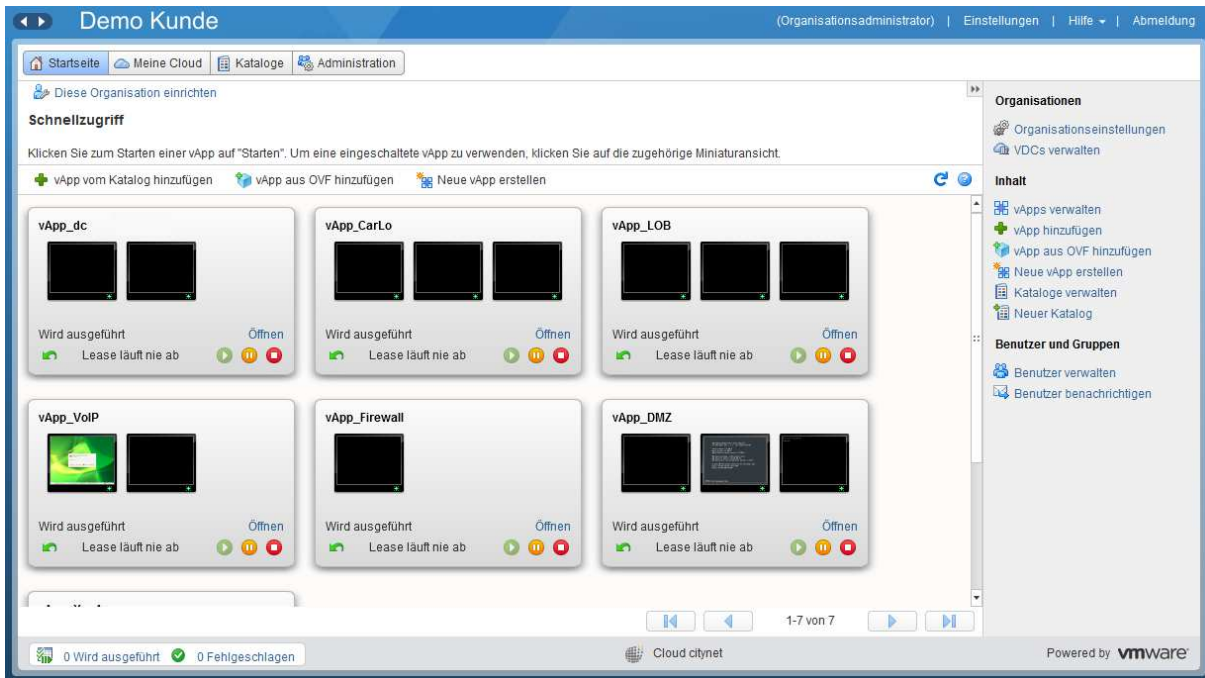 Demo Kunde
(Organisationsadministrator) | Einstellungen | Hilfe | Abmeldung
Startseite Meine Cloud Kataloge Administration
Diese Organisation einrichten
Schnellzugriff
Klicken Sie zum Starten einer vApp auf "Starten". Um eine eingeschaltete vApp zu verwenden, klicken Sie auf die zugehörige Miniaturansicht.
vApp vom Katalog hinzufügen vApp aus OVF hinzufügen Neue vApp erstellen
vApp_dc
Wird ausgeführt Öffnen
Lease läuft nie ab
vApp_CarLo
Wird ausgeführt Öffnen
Lease läuft nie ab
vApp_LOB
Wird ausgeführt Öffnen
Lease läuft nie ab
vApp_VoIP
Wird ausgeführt Öffnen
Lease läuft nie ab
vApp_Firewall
Wird ausgeführt Öffnen
Lease läuft nie ab
vApp_DMZ
Wird ausgeführt Öffnen
Lease läuft nie ab
1-7 von 7
Organisationen
Organisationseinstellungen
VDCs verwalten
Inhalt
vApps verwalten
vApp hinzufügen
vApp aus OVF hinzufügen
Neue vApp erstellen
Kataloge verwalten
Neuer Katalog
Benutzer und Gruppen
Benutzer verwalten
Benutzer benachrichtigen
0 Wird ausgeführt 0 Fehlgeschlagen
Cloud citynet
Powered by vmware